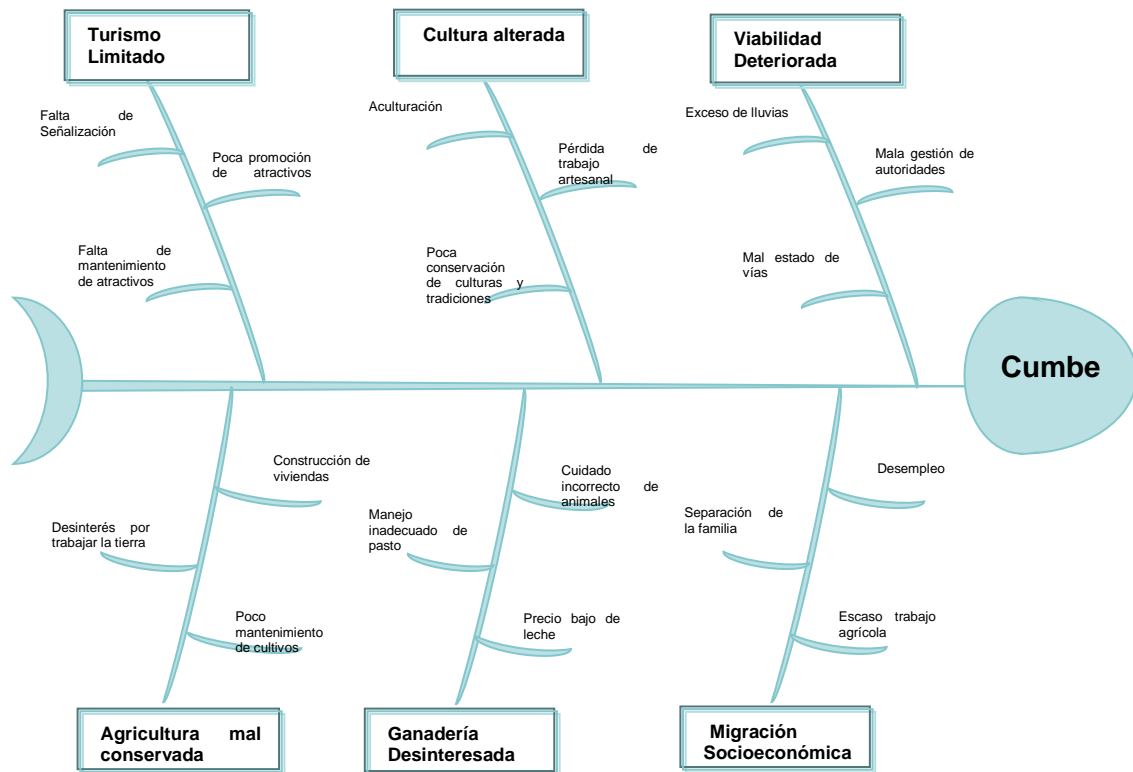 Turismo
Limitado
Cultura alterada
Viabilidad
Deteriorada
Falta de
Señalización
Poca promoción
de atractivos
Falta de
mantenimiento
de atractivos
Aculturación
Pérdida de
trabajo
artesanal
Poca
conservación
de culturas y
tradiciones
Exceso de lluvias
Mala gestión de
autoridades
Mal estado de
vías
Cumbe
Construcción de
viviendas
Desinterés por
trabajar la tierra
Poco
mantenimiento
de cultivos
Cuidado
incorrecto de
animales
Manejo
inadecuado de
pasto
Precio bajo de
leche
Desempleo
Separación de
la familia
Escaso trabajo
agrícola
Agricultura mal
conservada
Ganadería
Desinteresada
Migración
Socioeconómica